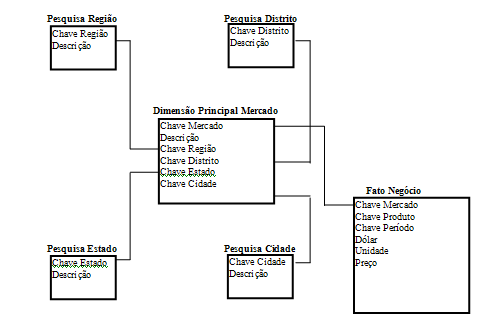 Pesquisa Região
Chave Região
Descrição
Pesquisa Distrito
Chave Distrito
Descrição
Dimensão Principal Mercado
Chave Mercado
Descrição
Chave Região
Chave Distrito
Chave Estado
Chave Cidade
Fato Negócio
Chave Mercado
Chave Produto
Chave Período
Dólar
Unidade
Preço
Pesquisa Estado
Chave Estado
Descrição
Pesquisa Cidade
Chave Cidade
Descrição